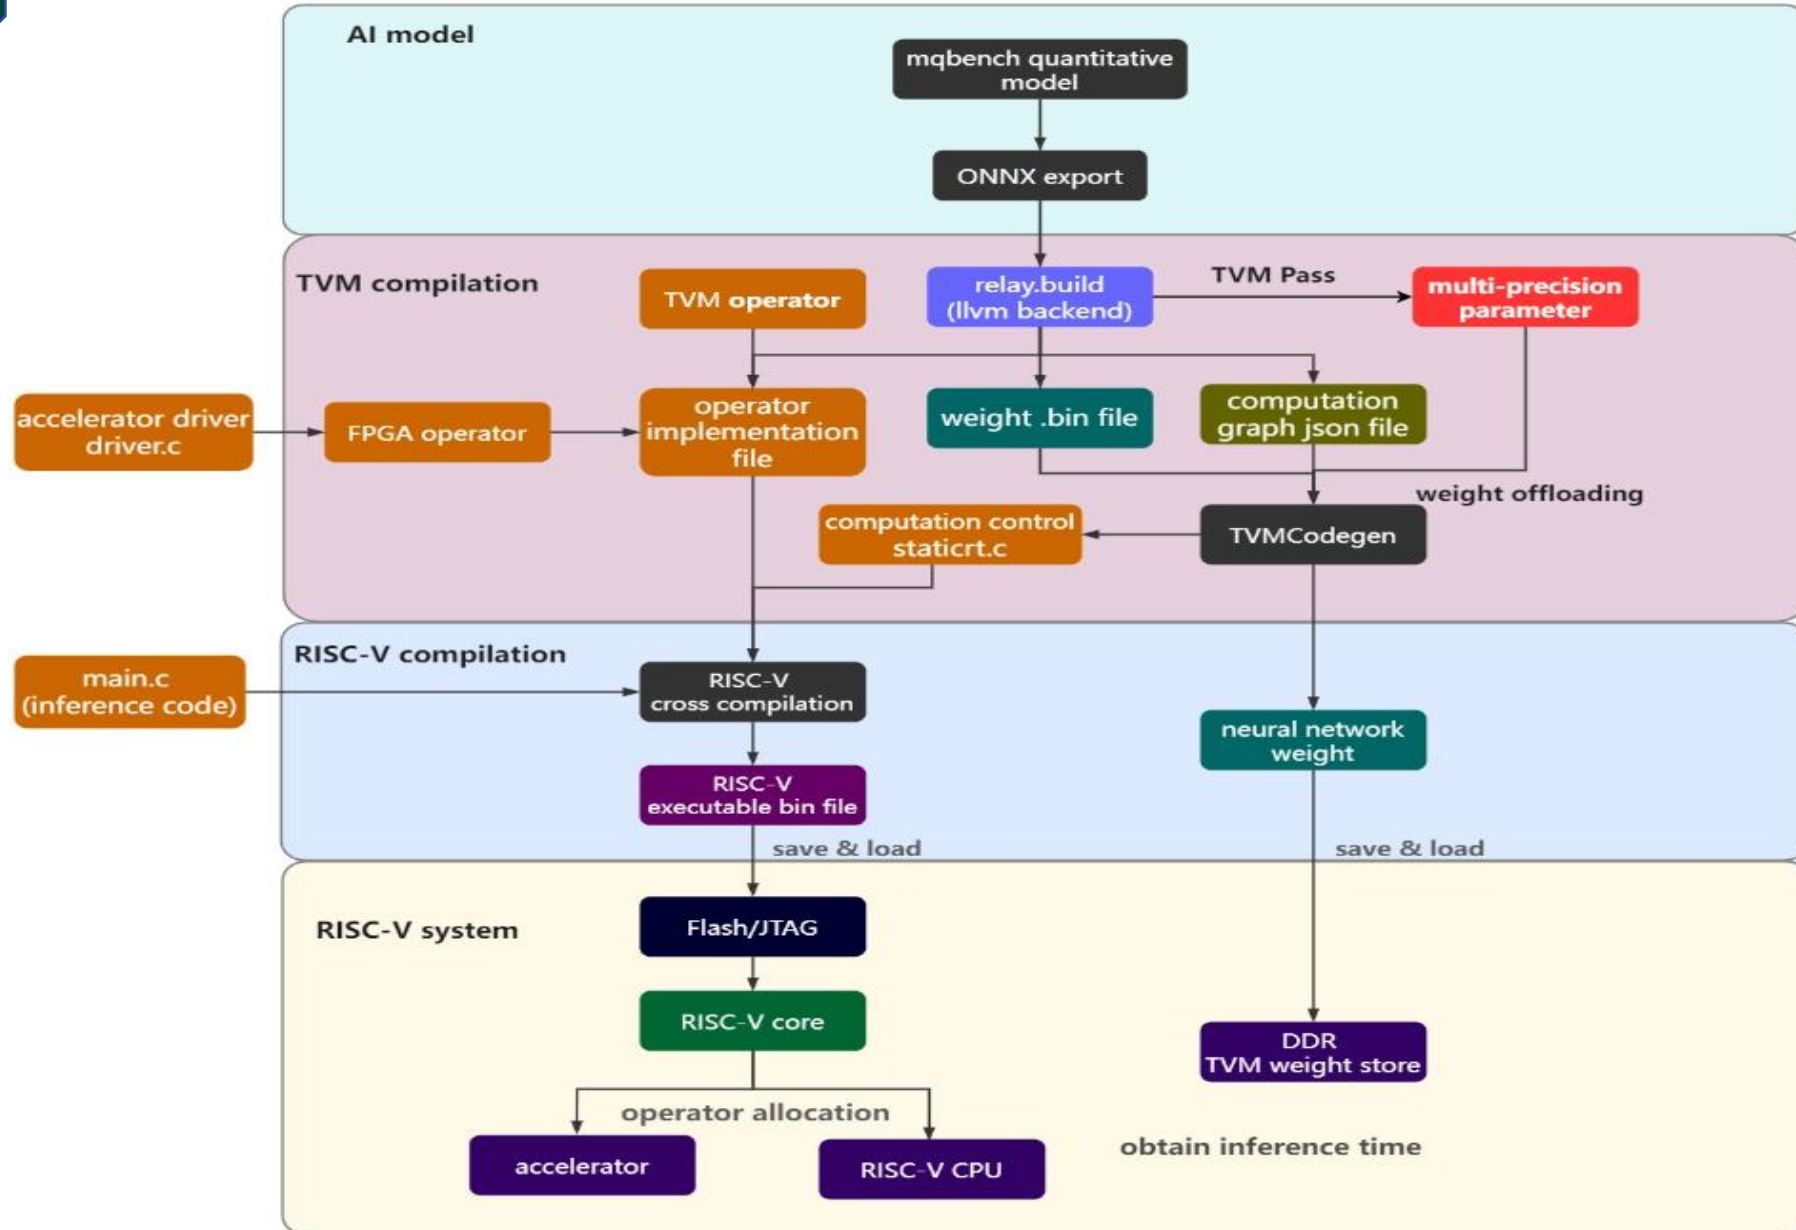 AI model
mqbench quantitative
model
ONNX export
TVM compilation
TVM operator
relay.build
(llvm backend)
TVM Pass
multi-precision
parameter
accelerator driver
driver.c
FPGA operator
operator
implementation
file
weight .bin file
computation
graph json file
weight offloading
computation control
staticrt.c
TVMCodegen
RISC-V compilation
main.c
(inference code)
RISC-V
cross compilation
neural network
weight
RISC-V
executable bin file
save & load
save & load
RISC-V system
Flash/JTAG
RISC-V core
DDR
TVM weight store
operator allocation
obtain inference time
accelerator
RISC-V CPU